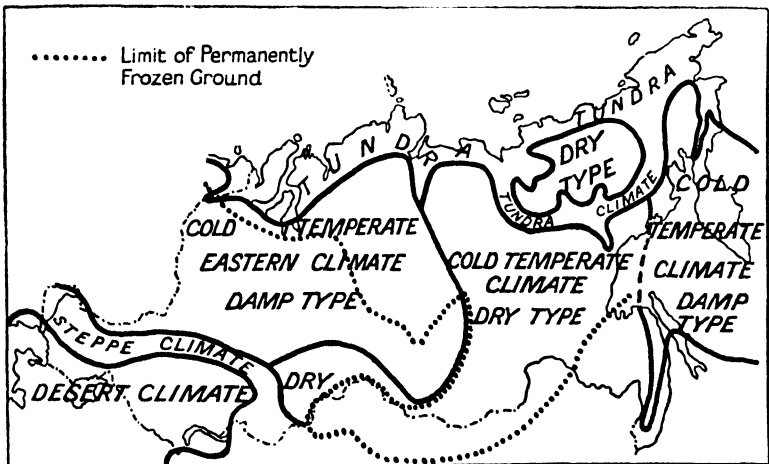 Limit of Permanently
Frozen Ground
TUNDRA
TUNDRA
DRY
TYPE
TUNDRA CLIMATE
COLD
TEMPERATE
CLIMATE
DAMP
TYPE
COLD TEMPERATE
EASTERN CLIMATE
DAMP TYPE
COLD TEMPERATE
CLIMATE
DRY TYPE
STEPPE CLIMATE
DRY
DESERT CLIMATE